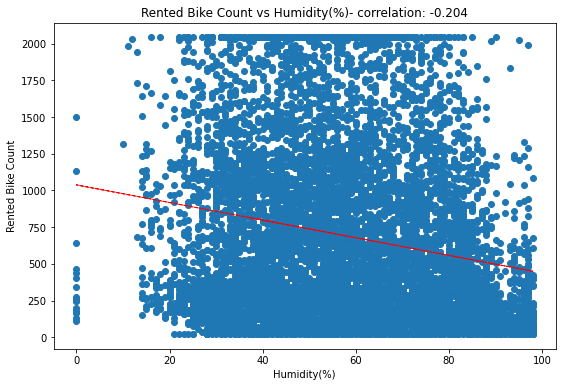 Rented Bike Count vs Humidity(%)- correlation: -0.204
2000
1750
1500
1250
1000
750
500
250
0
Rented Bike Count
0 20 40 60 80 100
Humidity(%)